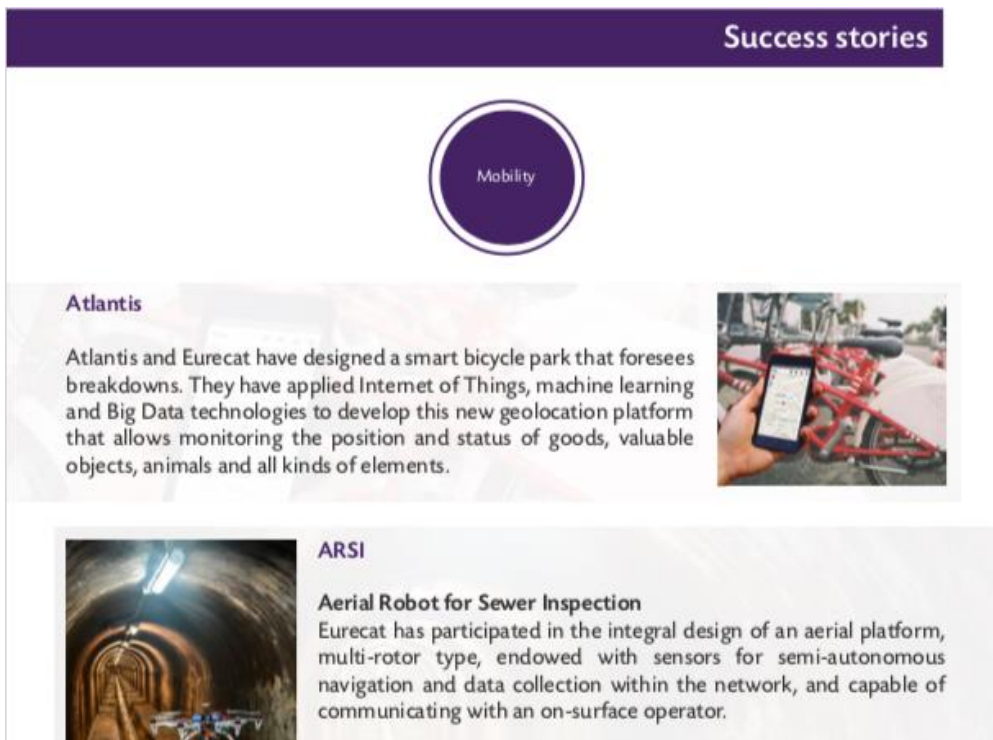 Success stories
Mobility
Atlantis
Atlantis and Eurecat have designed a smart bicycle park that foresees
breakdowns. They have applied Internet of Things, machine learning
and Big Data technologies to develop this new geolocation platform
that allows monitoring the position and status of goods, valuable
objects, animals and all kinds of elements.
ARSI
Aerial Robot for Sewer Inspection
Eurecat has participated in the integral design of an aerial platform,
multi-rotor type, endowed with sensors for semi-autonomous
navigation and data collection within the network, and capable of
communicating with an on-surface operator.